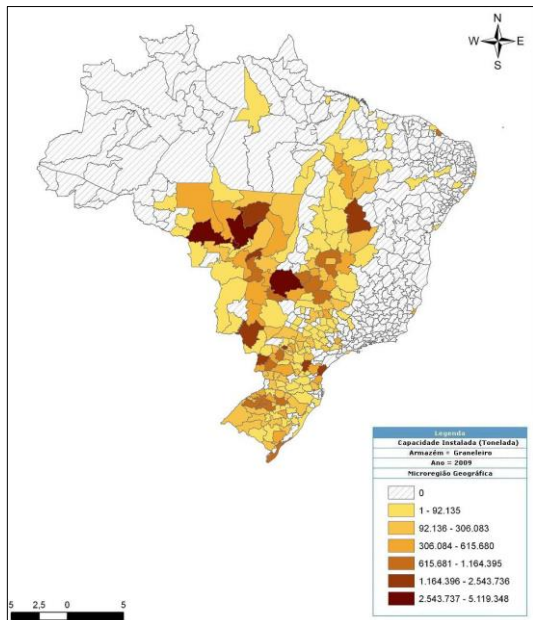 N
W E
S
Legenda
Capacidade Instalada (Tonelada)
Armazém = Graneleiro
Ano = 2009
Microregião Geográfica
0
1 - 92.135
92.136 - 306.083
306.084 - 615.680
615.681 - 1.164.395
1.164.396 - 2.543.736
2.543.737 - 5.119.348
5 2,5 0 5